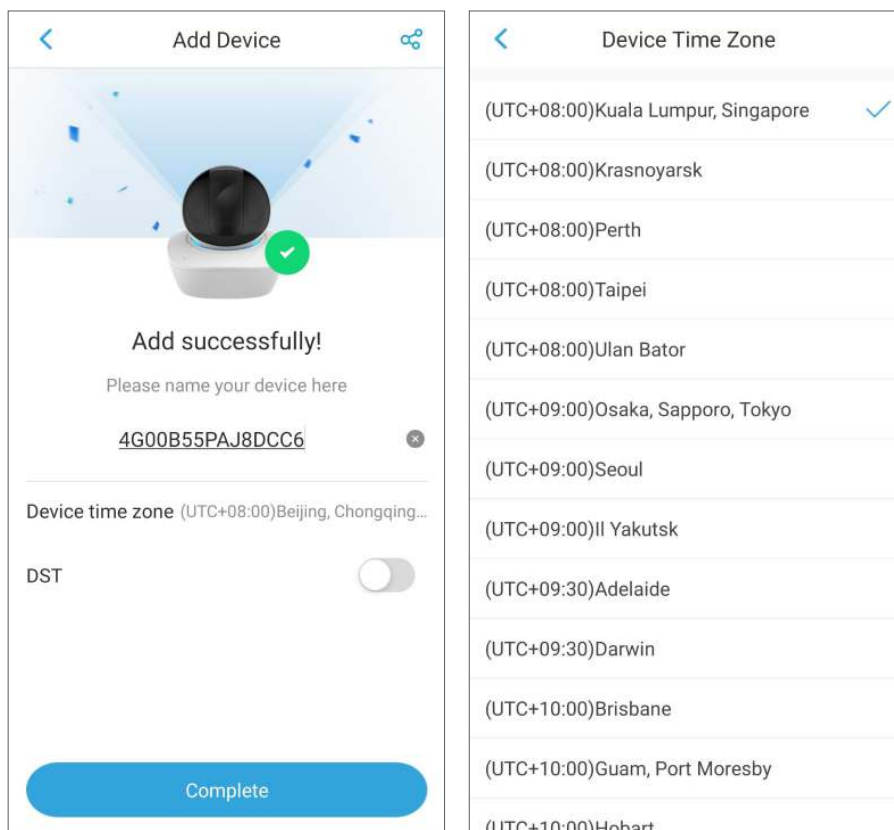 Add Device
Add successfully!
Please name your device here
4G00B55PAJ8DCC6
Device time zone (UTC+08:00)Beijing, Chongqing...
DST
Complete
Device Time Zone
(UTC+08:00)Kuala Lumpur, Singapore
(UTC+08:00)Krasnoyarsk
(UTC+08:00)Perth
(UTC+08:00)Taipei
(UTC+08:00)Ulan Bator
(UTC+09:00)Osaka, Sapporo, Tokyo
(UTC+09:00)Seoul
(UTC+09:00)Il Yakutsk
(UTC+09:30)Adelaide
(UTC+09:30)Darwin
(UTC+10:00)Brisbane
(UTC+10:00)Guam, Port Moresby
(UTC+10:00)Hobart